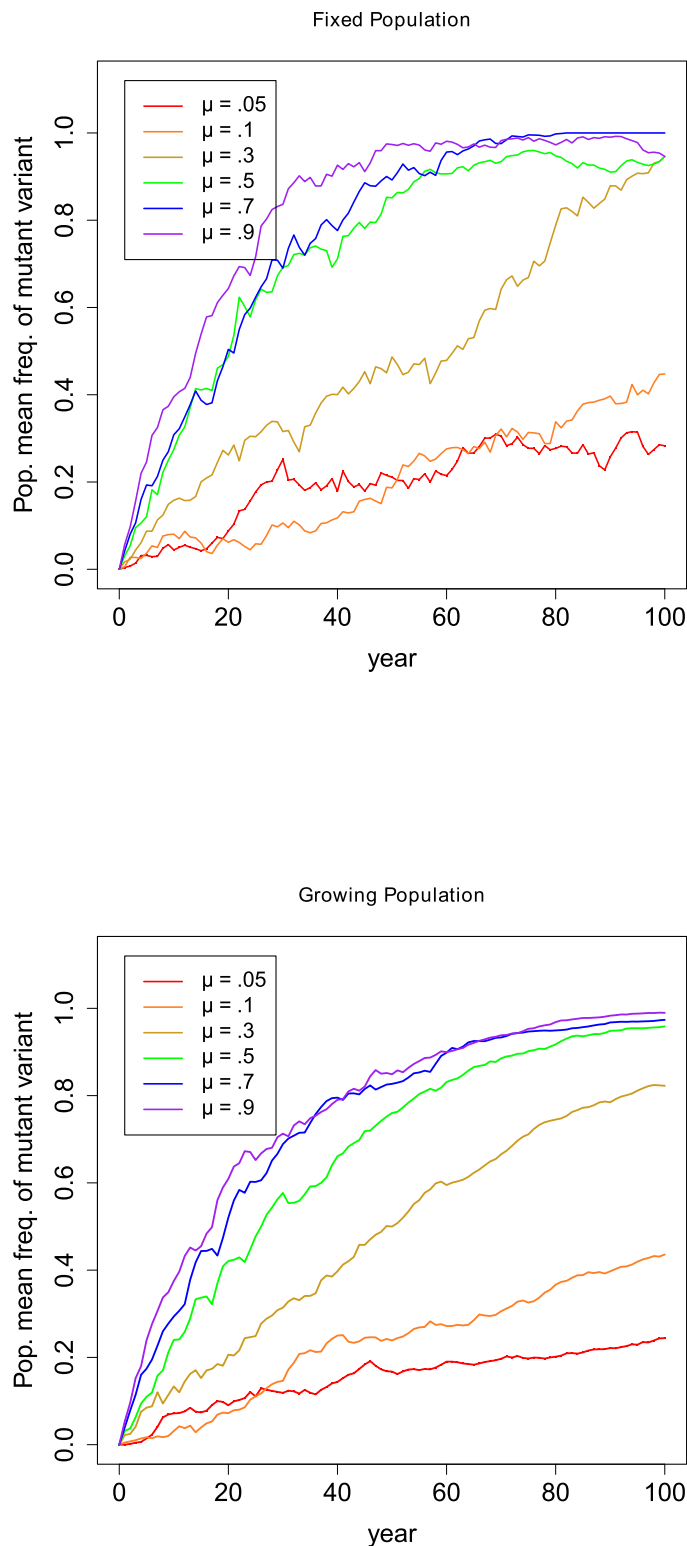 Fixed Population
μ = .05
μ = .1
μ = .3
μ = .5
μ = .7
μ = .9
Pop. mean freq. of mutant variant
1.0
0.8
0.6
0.4
0.2
0.0
0 20 40 60 80 100
year
Growing Population
μ = .05
μ = .1
μ = .3
μ = .5
μ = .7
μ = .9
Pop. mean freq. of mutant variant
1.0
0.8
0.6
0.4
0.2
0.0
0 20 40 60 80 100
year